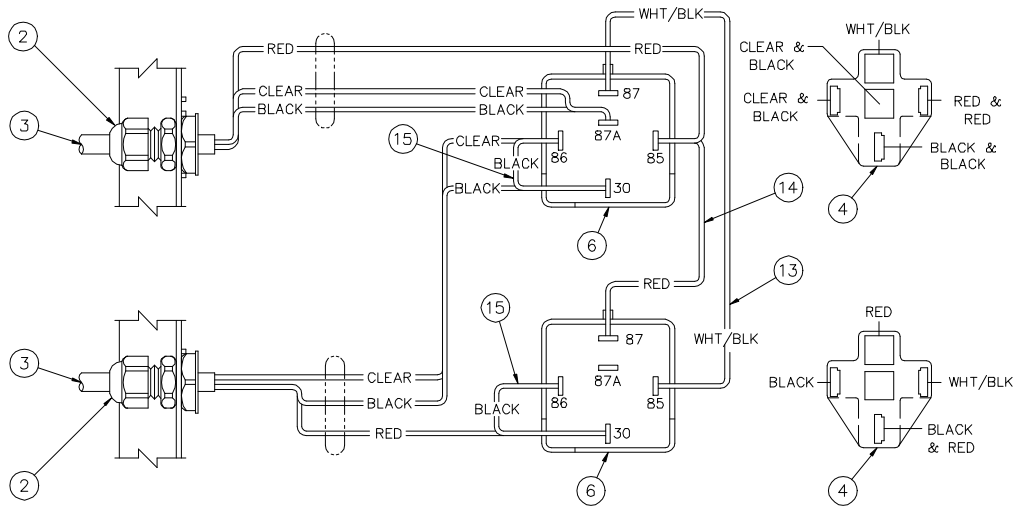 WHT/BLK
2
RED
RED
WHT/BLK
CLEAR &
BLACK
CLEAR
CLEAR
87
3
BLACK
BLACK
87A
CLEAR &
BLACK
RED &
RED
15
CLEAR
86
85
BLACK
BLACK &
BLACK
BLACK
30
14
4
6
13
15
RED
RED
WHT/BLK
3
87
CLEAR
87A
BLACK
WHT/BLK
86
85
BLACK
BLACK
RED
30
BLACK
& RED
2
6
4